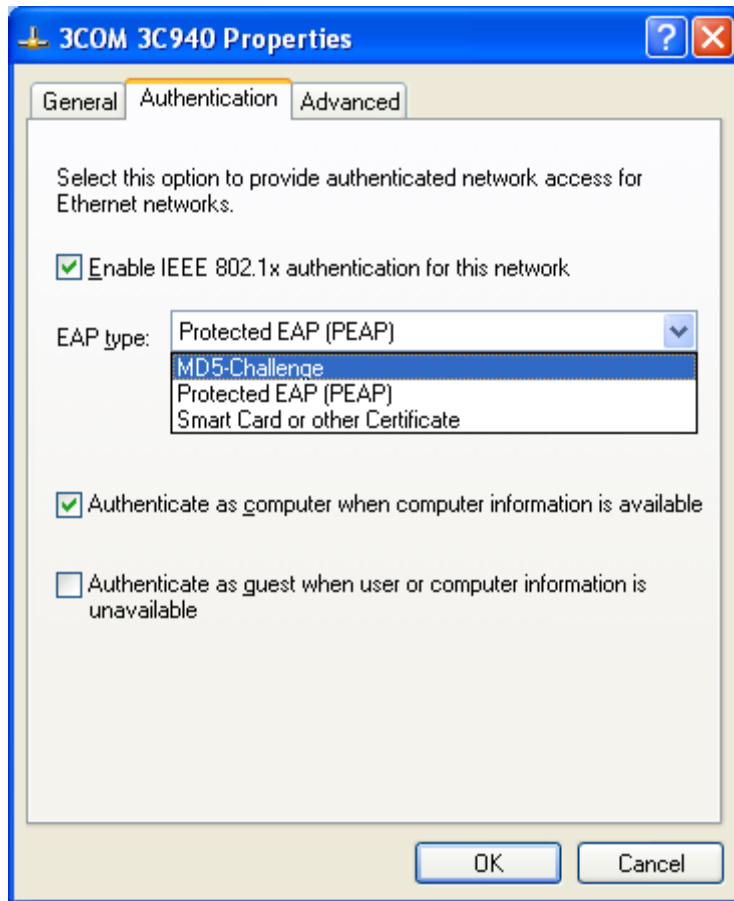 3COM 3C940 Properties
General Authentication Advanced
Select this option to provide authenticated network access for
Ethernet networks.
Enable IEEE 802.1x authentication for this network
EAP type: Protected EAP (PEAP)
MD5-Challenge
Protected EAP (PEAP)
Smart Card or other Certificate
Authenticate as computer when computer information is available
Authenticate as guest when user or computer information is
unavailable
OK Cancel